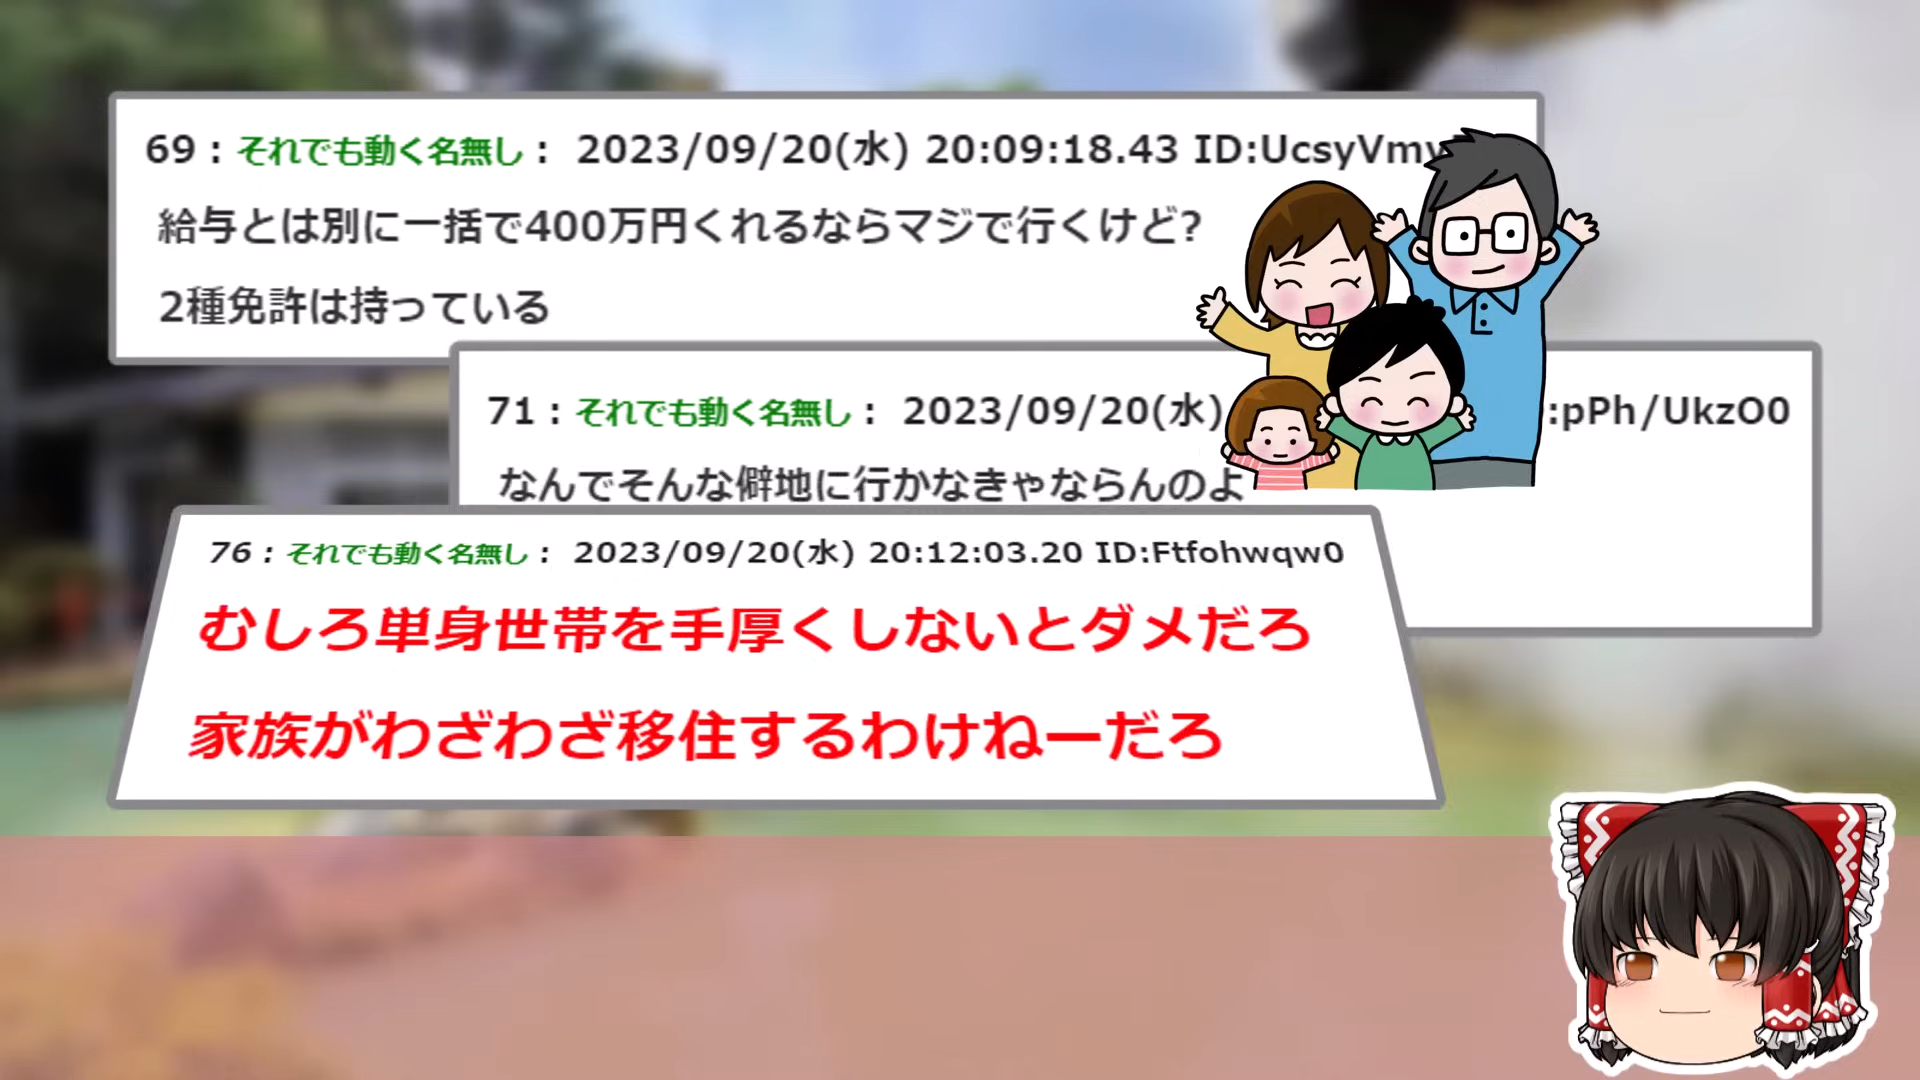 69 : それでも動く名無し : 2023/09/20(水) 20:09:18.43 ID:UcsyVmv
給与とは別に一括で400万円くれるならマジで行くけど?
2種免許は持っている
71 : それでも動く名無し : 2023/09/20(水) :pPh/UkzO0
なんでそんな僻地に行かなきゃならんのよ
76 : それでも動く名無し : 2023/09/20(水) 20:12:03.20 ID:Ftfohwqw0
むしろ単身世帯を手厚くしないとダメだろ
家族がわざわざ移住するわけねーだろ